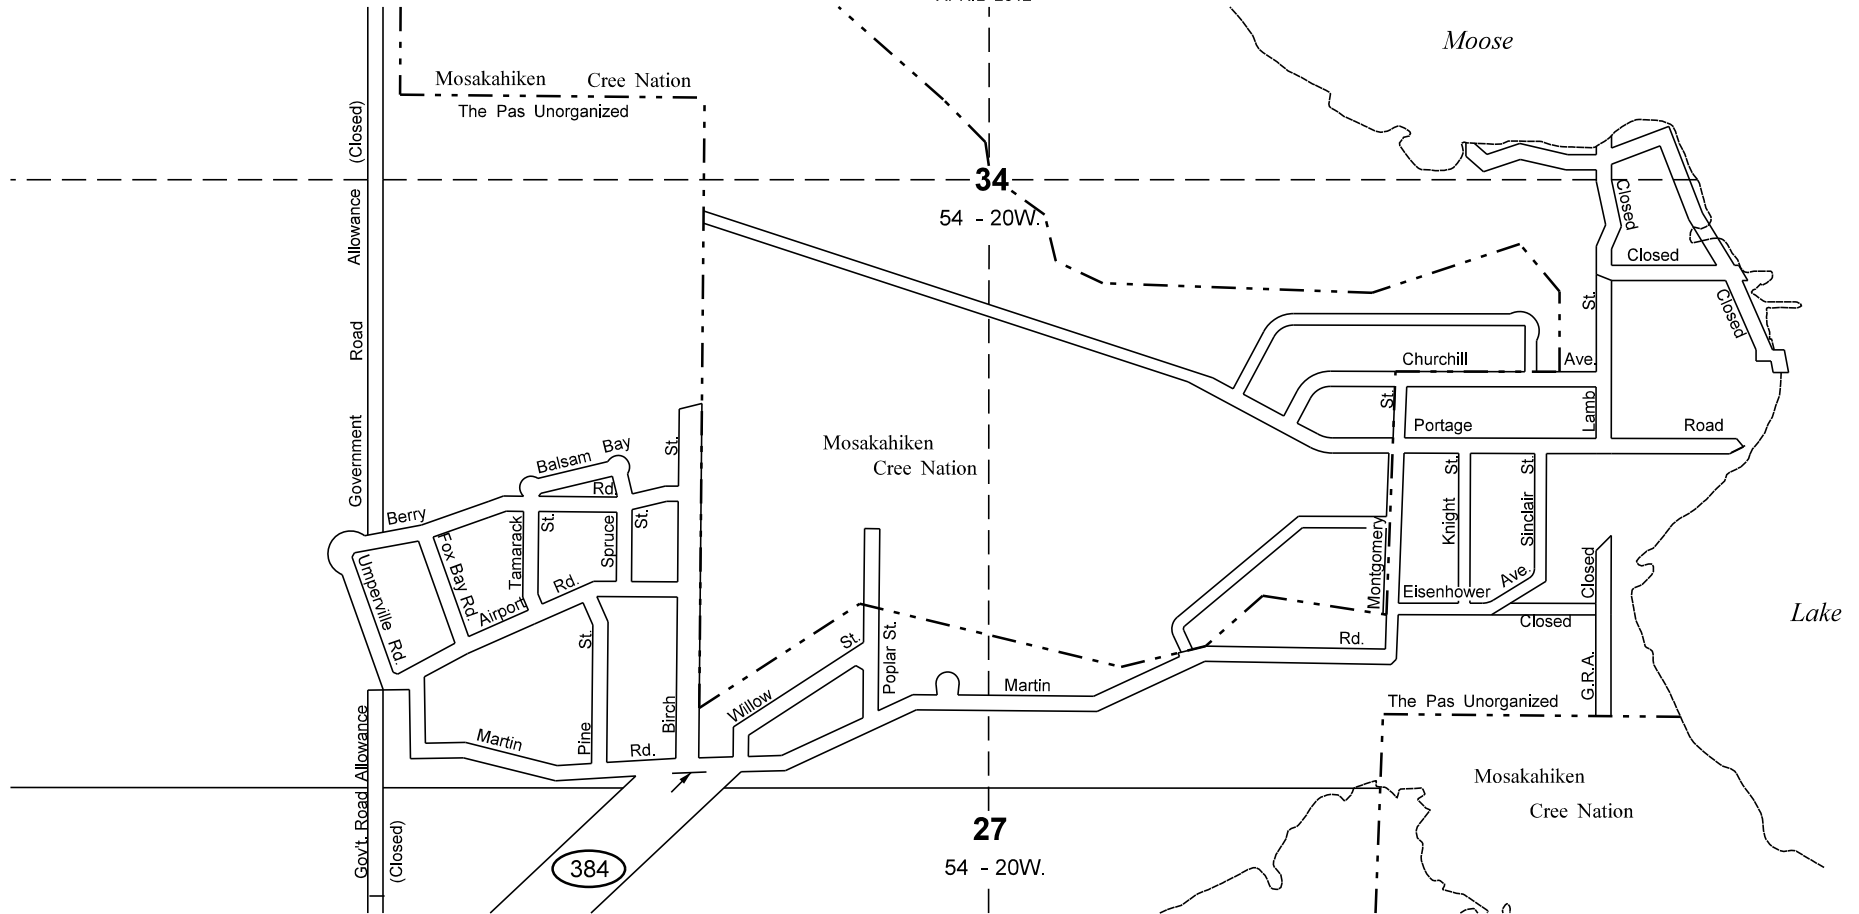 Moose
Mosakahiken Cree Nation
The Pas Unorganized
Government Road Allowance (Closed)
34
54 - 20W.
Closed
Closed
Closed
Churchill Ave.
Lamb St.
St.
Portage Road
Mosakahiken
Cree Nation
Balsam Bay
St.
Berry Rd
Fox Bay Rd.
Tamarack St.
Spruce St.
Umperville Rd.
Airport Rd.
Knight St.
Sinclair St.
Montgomery
Eisenhower Ave.
Closed
Closed
G.R.A.
Lake
Pine St.
Birch
Willow St.
Poplar St.
Martin Rd.
Martin Rd.
The Pas Unorganized
Mosakahiken
Cree Nation
Gov't. Road Allowance
(Closed)
27
54 - 20W.
384